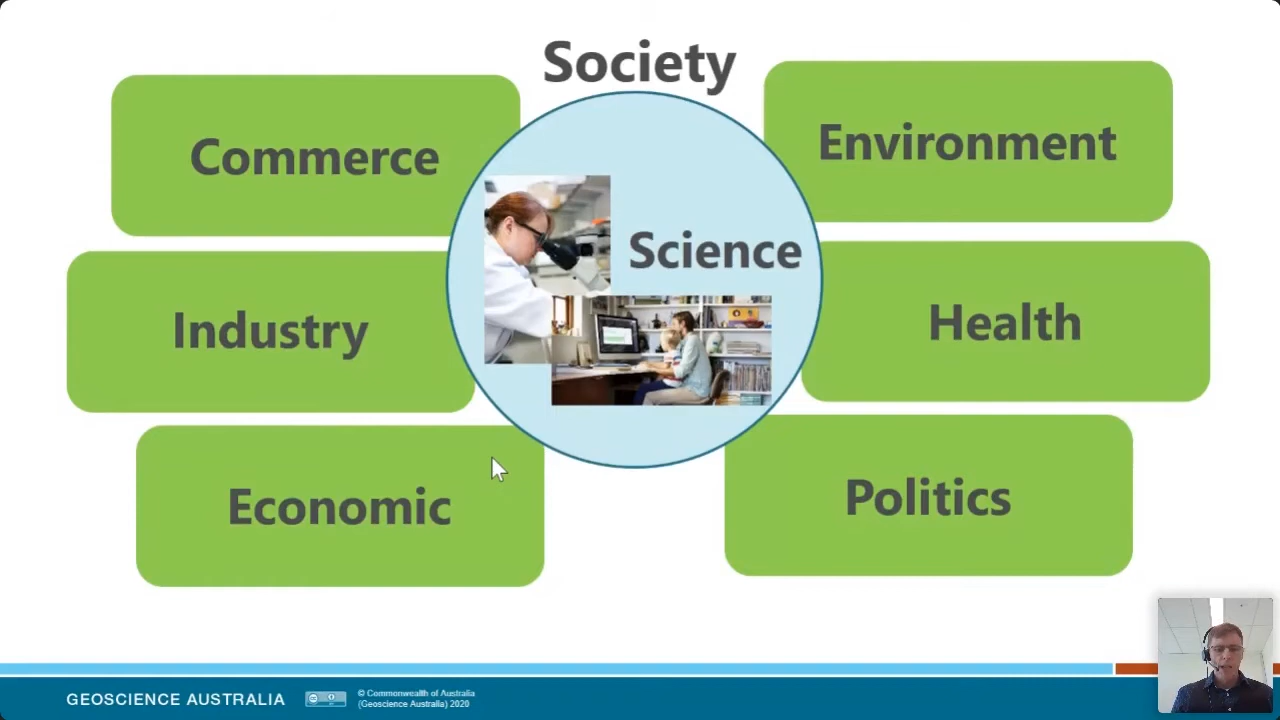 Society
Commerce
Environment
Science
Industry
Health
Economic
Politics
GEOSCIENCE AUSTRALIA
© Commonwealth of Australia
(Geoscience Australia) 2020